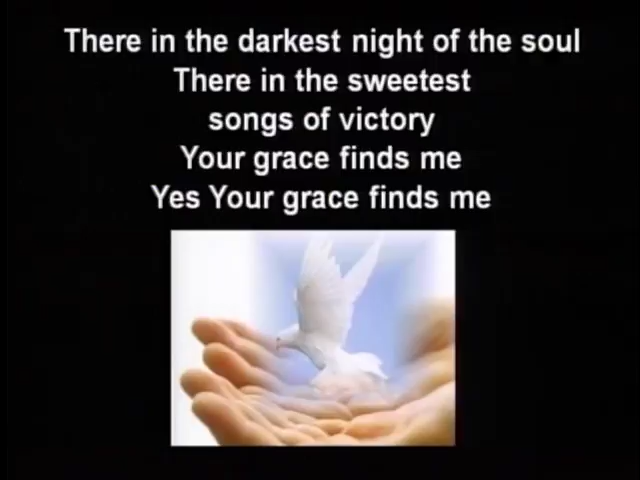 There in the darkest night of the soul
There in the sweetest
songs of victory
Your grace finds me
Yes Your grace finds me